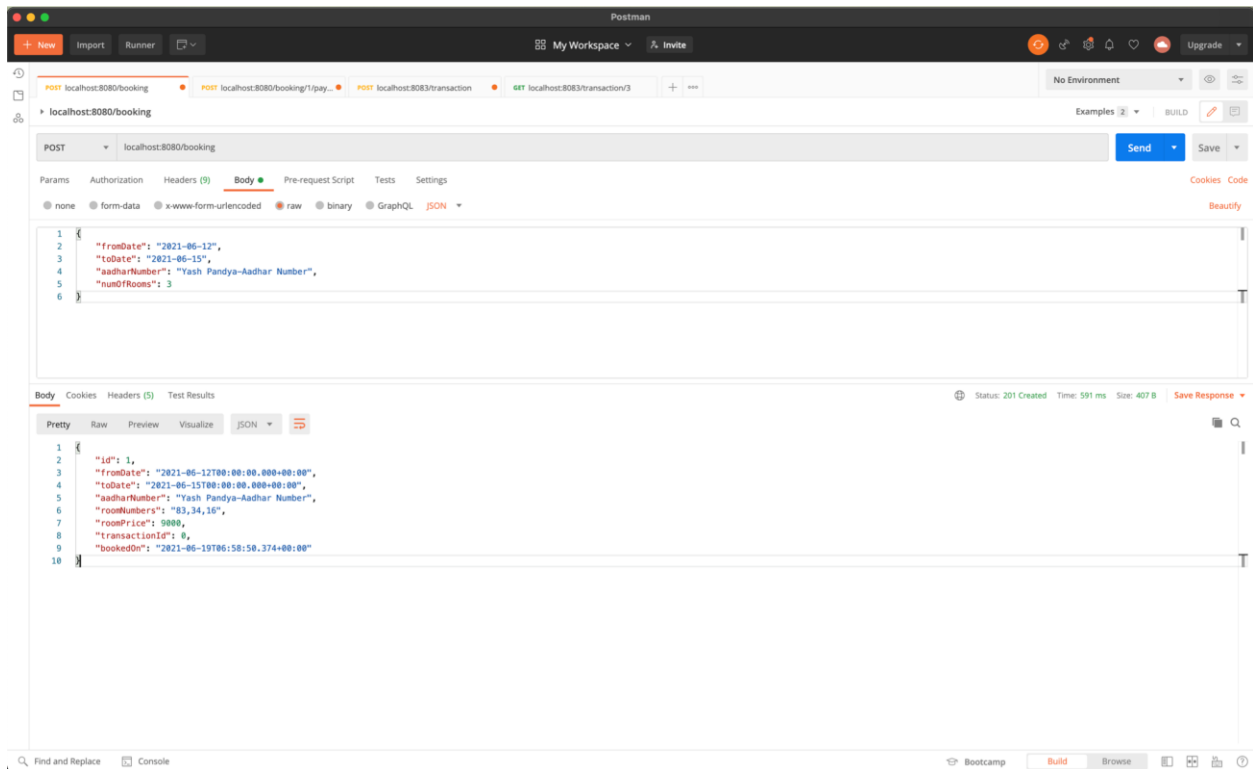 Postman
+ New Import Runner My Workspace Invite Upgrade
POST localhost:8080/booking POST localhost:8080/booking/1/pay... POST localhost:8083/transaction GET localhost:8083/transaction/3 + ••• No Environment
localhost:8080/booking Examples 2 BUILD
POST localhost:8080/booking Send Save
Params Authorization Headers (9) Body Pre-request Script Tests Settings Cookies Code
none form-data x-www-form-urlencoded raw binary GraphQL JSON Beautify
1 {
2 "fromDate": "2021-06-12",
3 "toDate": "2021-06-15",
4 "aadharNumber": "Yash Pandya-Aadhar Number",
5 "numOfRooms": 3
6 }
Body Cookies Headers (5) Test Results Status: 201 Created Time: 591 ms Size: 407 B Save Response
Pretty Raw Preview Visualize JSON
1 {
2 "id": 1,
3 "fromDate": "2021-06-12T00:00:00.000+00:00",
4 "toDate": "2021-06-15T00:00:00.000+00:00",
5 "aadharNumber": "Yash Pandya-Aadhar Number",
6 "roomNumbers": "83,34,16",
7 "roomPrice": 9000,
8 "transactionId": 0,
9 "bookedOn": "2021-06-19T06:58:50.374+00:00"
10 }
Find and Replace Console Bootcamp Build Browse